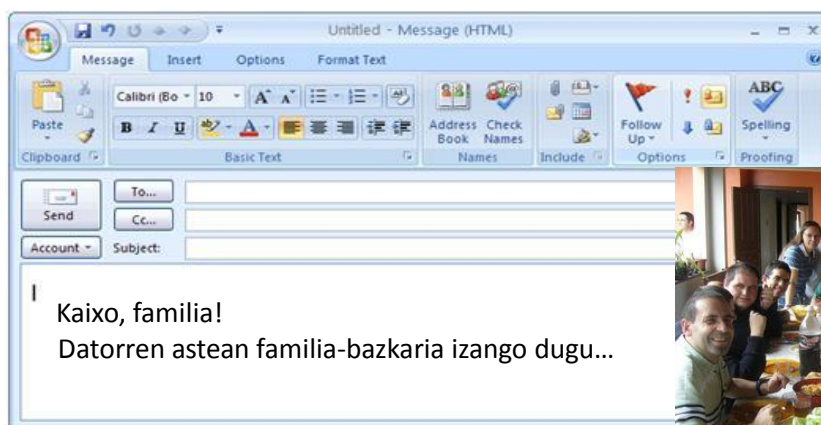 Untitled - Message (HTML)
Message Insert Options Format Text
Calibri (Bo 10
Paste
B I U
Address Book
Check Names
Follow Up
ABC
Spelling
Clipboard Basic Text Names Include Options Proofing
To...
Send
Cc...
Account Subject:
Kaixo, familia!
Datorren astean familia-bazkaria izango dugu…